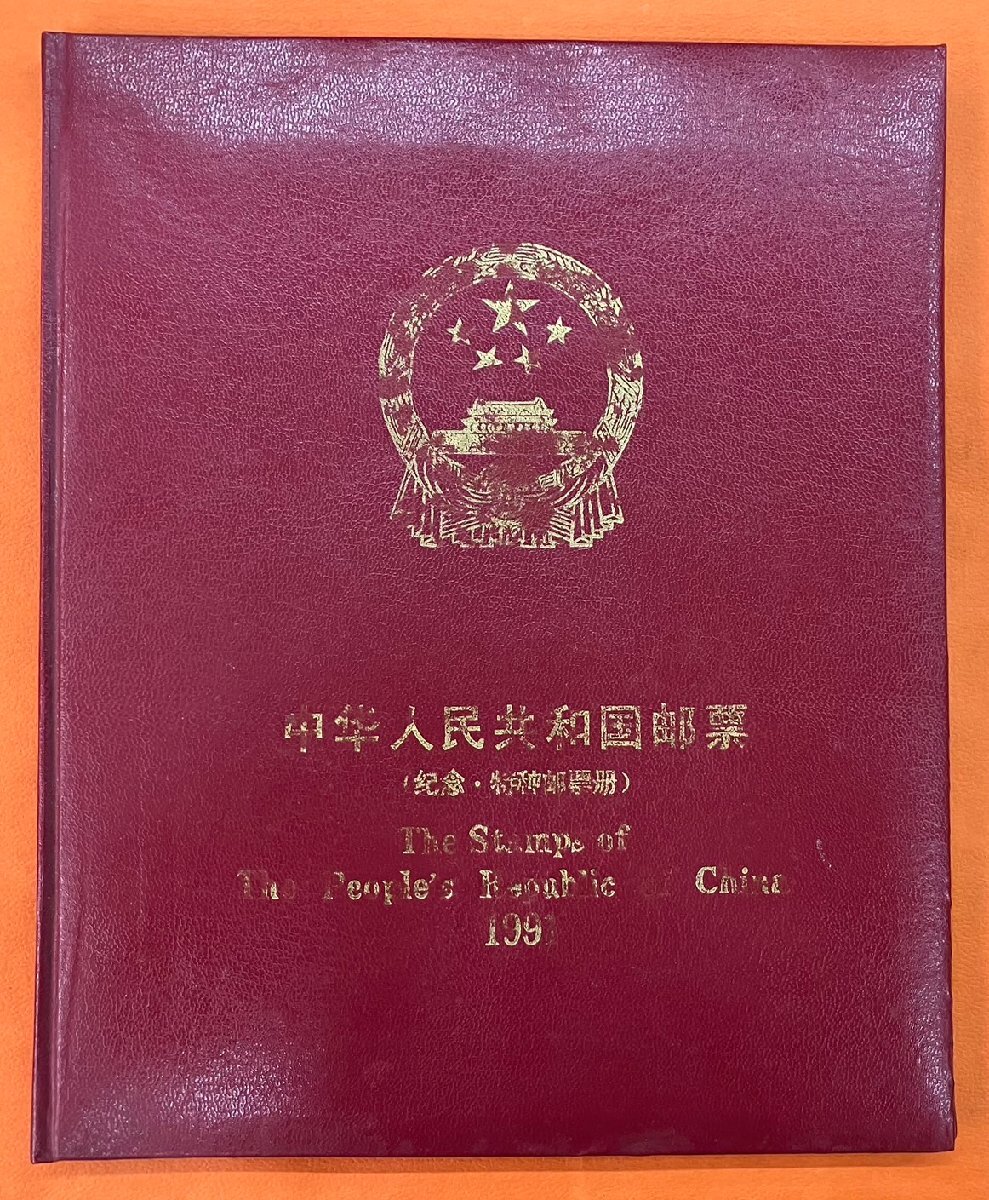 中华人民共和国邮票
(纪念·特种邮票册)
The Stamps of
The People's Republic of China
1991